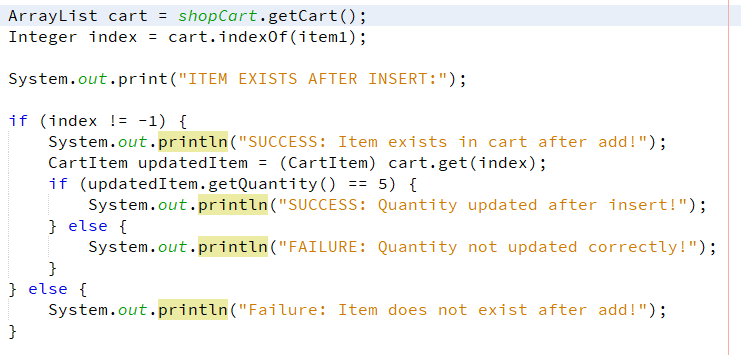 ArrayList cart = shopCart.getCart();
Integer index = cart.indexOf(item1);

System.out.print("ITEM EXISTS AFTER INSERT:");

if (index != -1) {
    System.out.println("SUCCESS: Item exists in cart after add!");
    CartItem updatedItem = (CartItem) cart.get(index);
    if (updatedItem.getQuantity() == 5) {
        System.out.println("SUCCESS: Quantity updated after insert!");
    } else {
        System.out.println("FAILURE: Quantity not updated correctly!");
    }
} else {
    System.out.println("Failure: Item does not exist after add!");
}